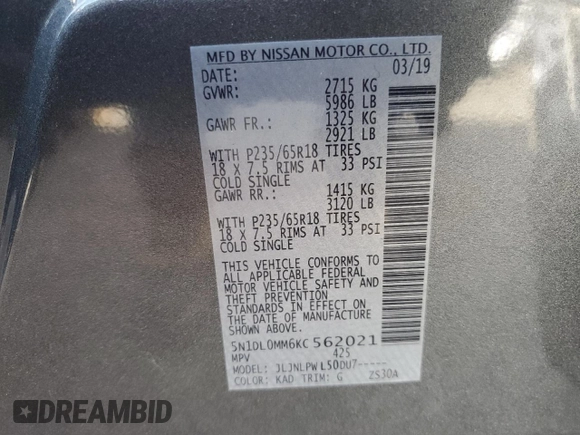 MFD BY NISSAN MOTOR CO., LTD.
DATE: 03/19
GVWR: 2715 KG
5986 LB
GAWR FR.: 1325 KG
2921 LB
WITH P235/65R18 TIRES
18 X 7.5 RIMS AT 33 PSI
COLD SINGLE
GAWR RR.: 1415 KG
3120 LB
WITH P235/65R18 TIRES
18 X 7.5 RIMS AT 33 PSI
COLD SINGLE
THIS VEHICLE CONFORMS TO
ALL APPLICABLE FEDERAL
MOTOR VEHICLE SAFETY AND
THEFT PREVENTION
STANDARDS IN EFFECT ON
THE DATE OF MANUFACTURE
SHOWN ABOVE.
5N1DL0MM6KC562021
MPV 425
MODEL: JLJNLPWL50DU7-----
COLOR: KAD TRIM: G ZS30A
DREAMBID